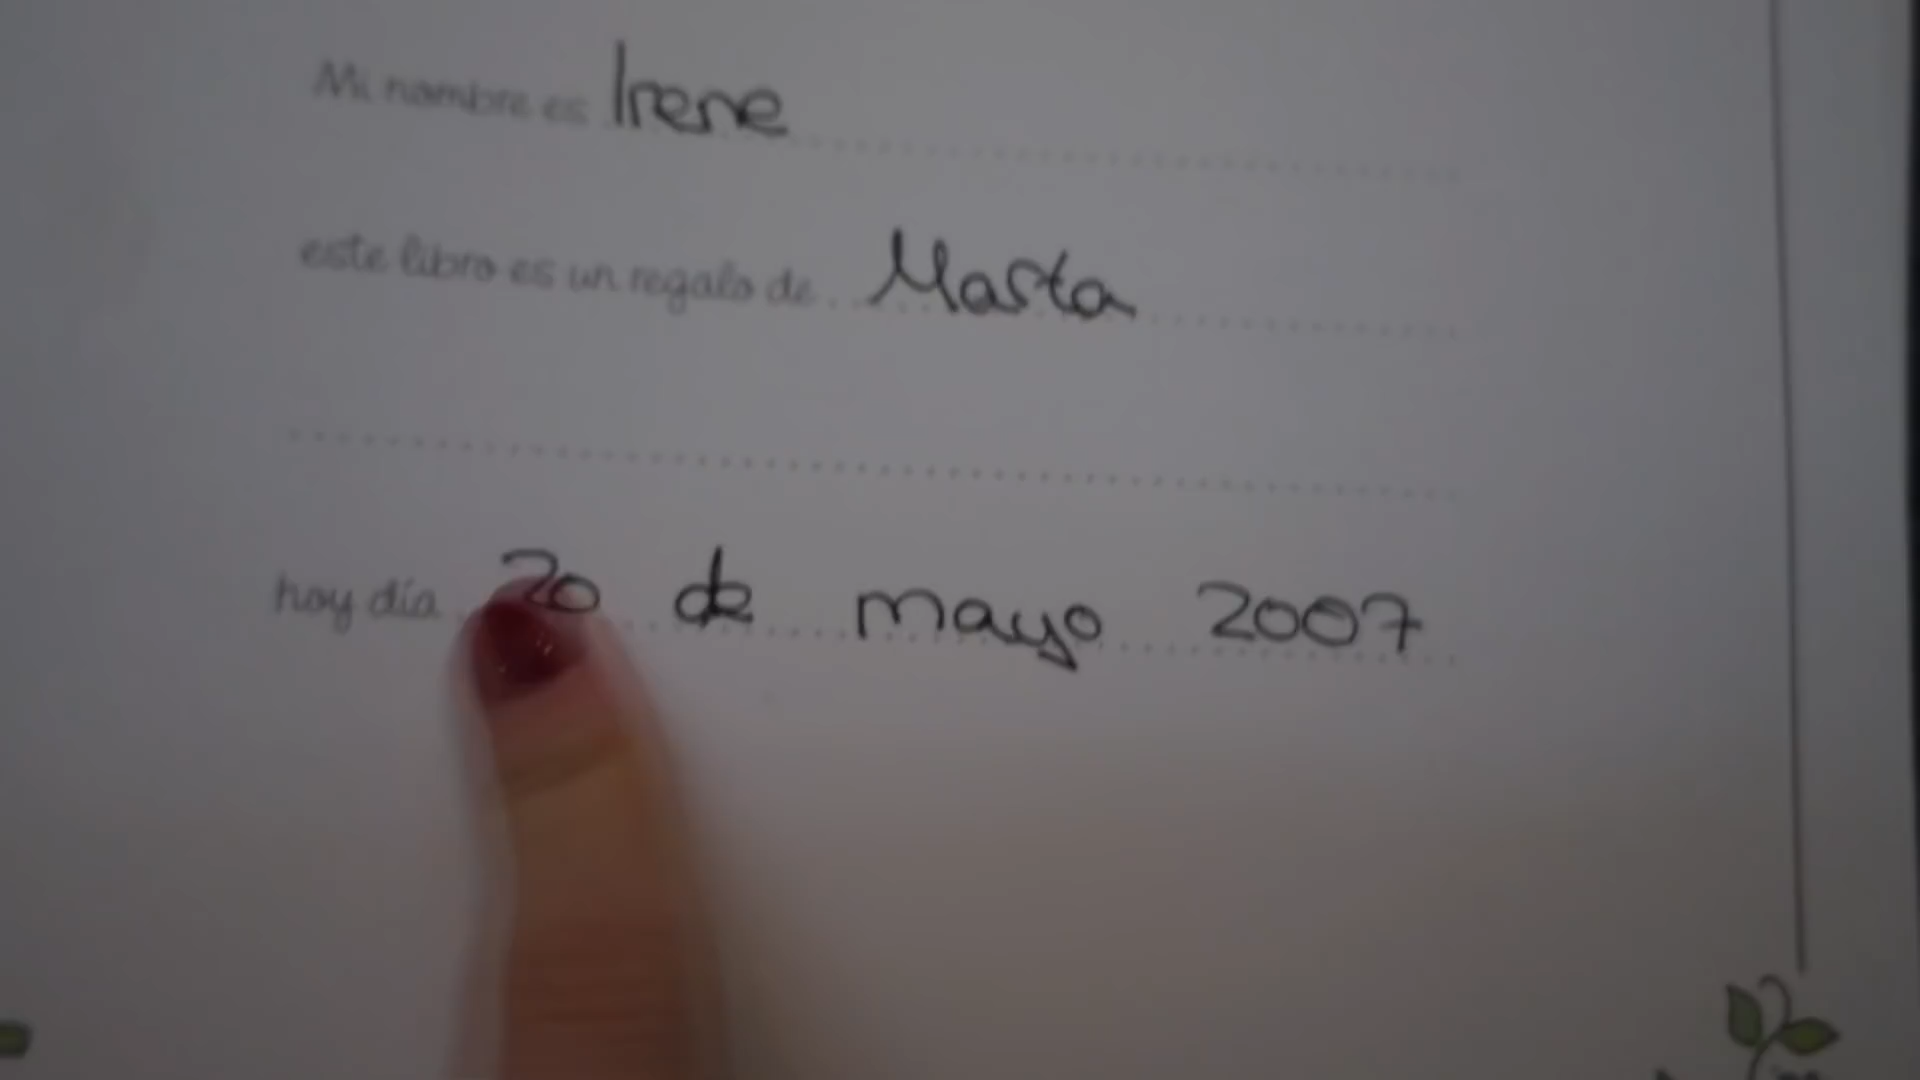 Mi nombre es Irene
este libro es un regalo de Marta
hoy día 20 de mayo 2007